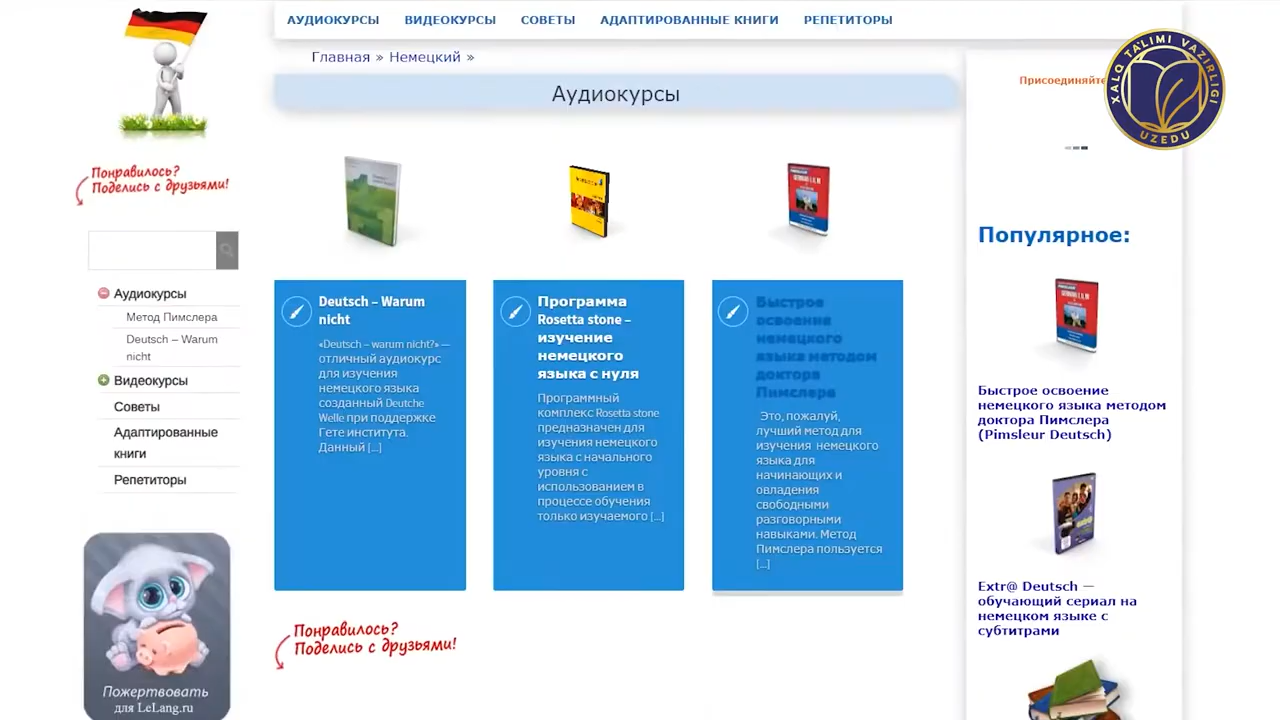 АУДИОКУРСЫ ВИДЕОКУРСЫ СОВЕТЫ АДАПТИРОВАННЫЕ КНИГИ РЕПЕТИТОРЫ
Главная » Немецкий »
Аудиокурсы
Понравилось?
Поделись с друзьями!
Аудиокурсы
Метод Пимслера
Deutsch – Warum
nicht
Видеокурсы
Советы
Адаптированные
книги
Репетиторы
Пожертвовать
для LeLang.ru
Deutsch – Warum
nicht
«Deutsch – warum nicht?» —
отличный аудиокурс
для изучения
немецкого языка
созданный Deutche
Welle при поддержке
Гете института.
Данный [...]
Программа
Rosetta stone –
изучение
немецкого
языка с нуля
Программный
комплекс Rosetta stone
предназначен для
изучения немецкого
языка с начального
уровня с
использованием в
процессе обучения
только изучаемого [...]
Быстрое
освоение
немецкого
языка методом
доктора
Пимслера
Это, пожалуй,
лучший метод для
изучения немецкого
языка для
начинающих и
овладения
свободными
разговорными
навыками. Метод
Пимслера пользуется
[...]
Понравилось?
Поделись с друзьями!
Присоединяйте
XALQ TA'LIMI VAZIRLIGI
UZEDU
Популярное:
Быстрое освоение
немецкого языка методом
доктора Пимслера
(Pimsleur Deutsch)
Extr@ Deutsch —
обучающий сериал на
немецком языке с
субтитрами